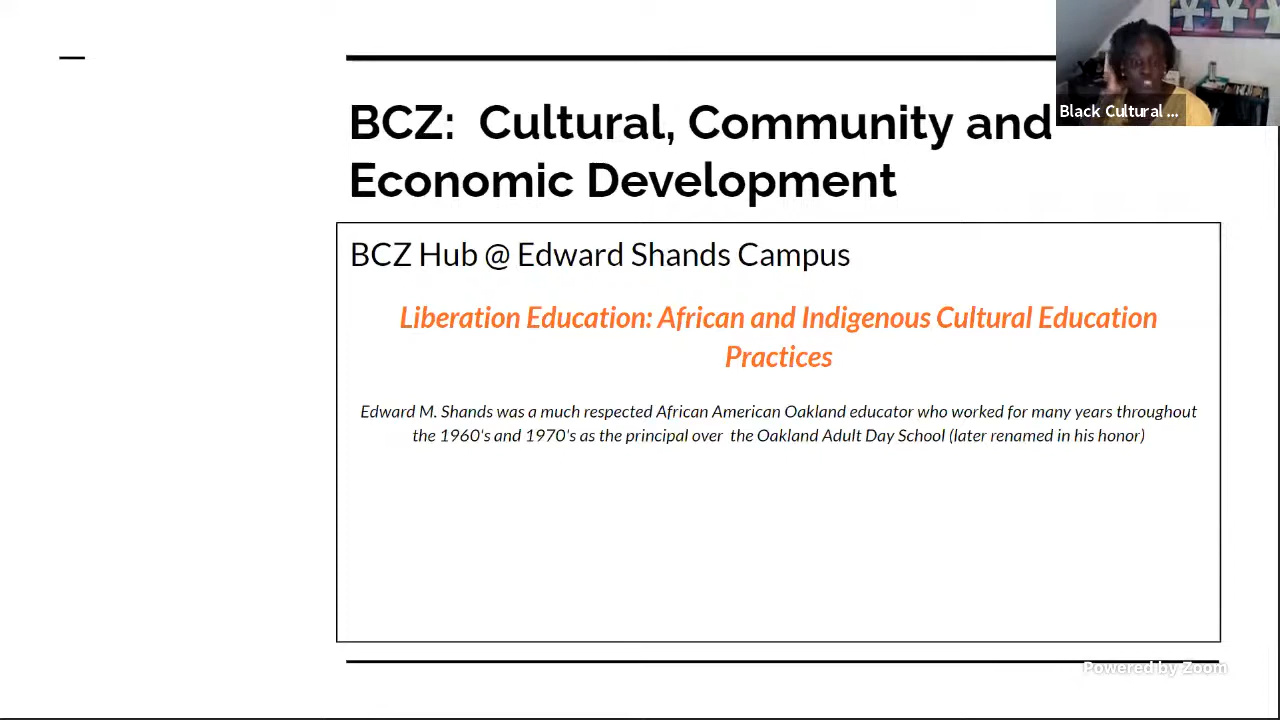 BCZ: Cultural, Community and
Economic Development
Black Cultural ...
BCZ Hub @ Edward Shands Campus
Liberation Education: African and Indigenous Cultural Education
Practices
Edward M. Shands was a much respected African American Oakland educator who worked for many years throughout
the 1960's and 1970's as the principal over the Oakland Adult Day School (later renamed in his honor)
Powered by Zoom